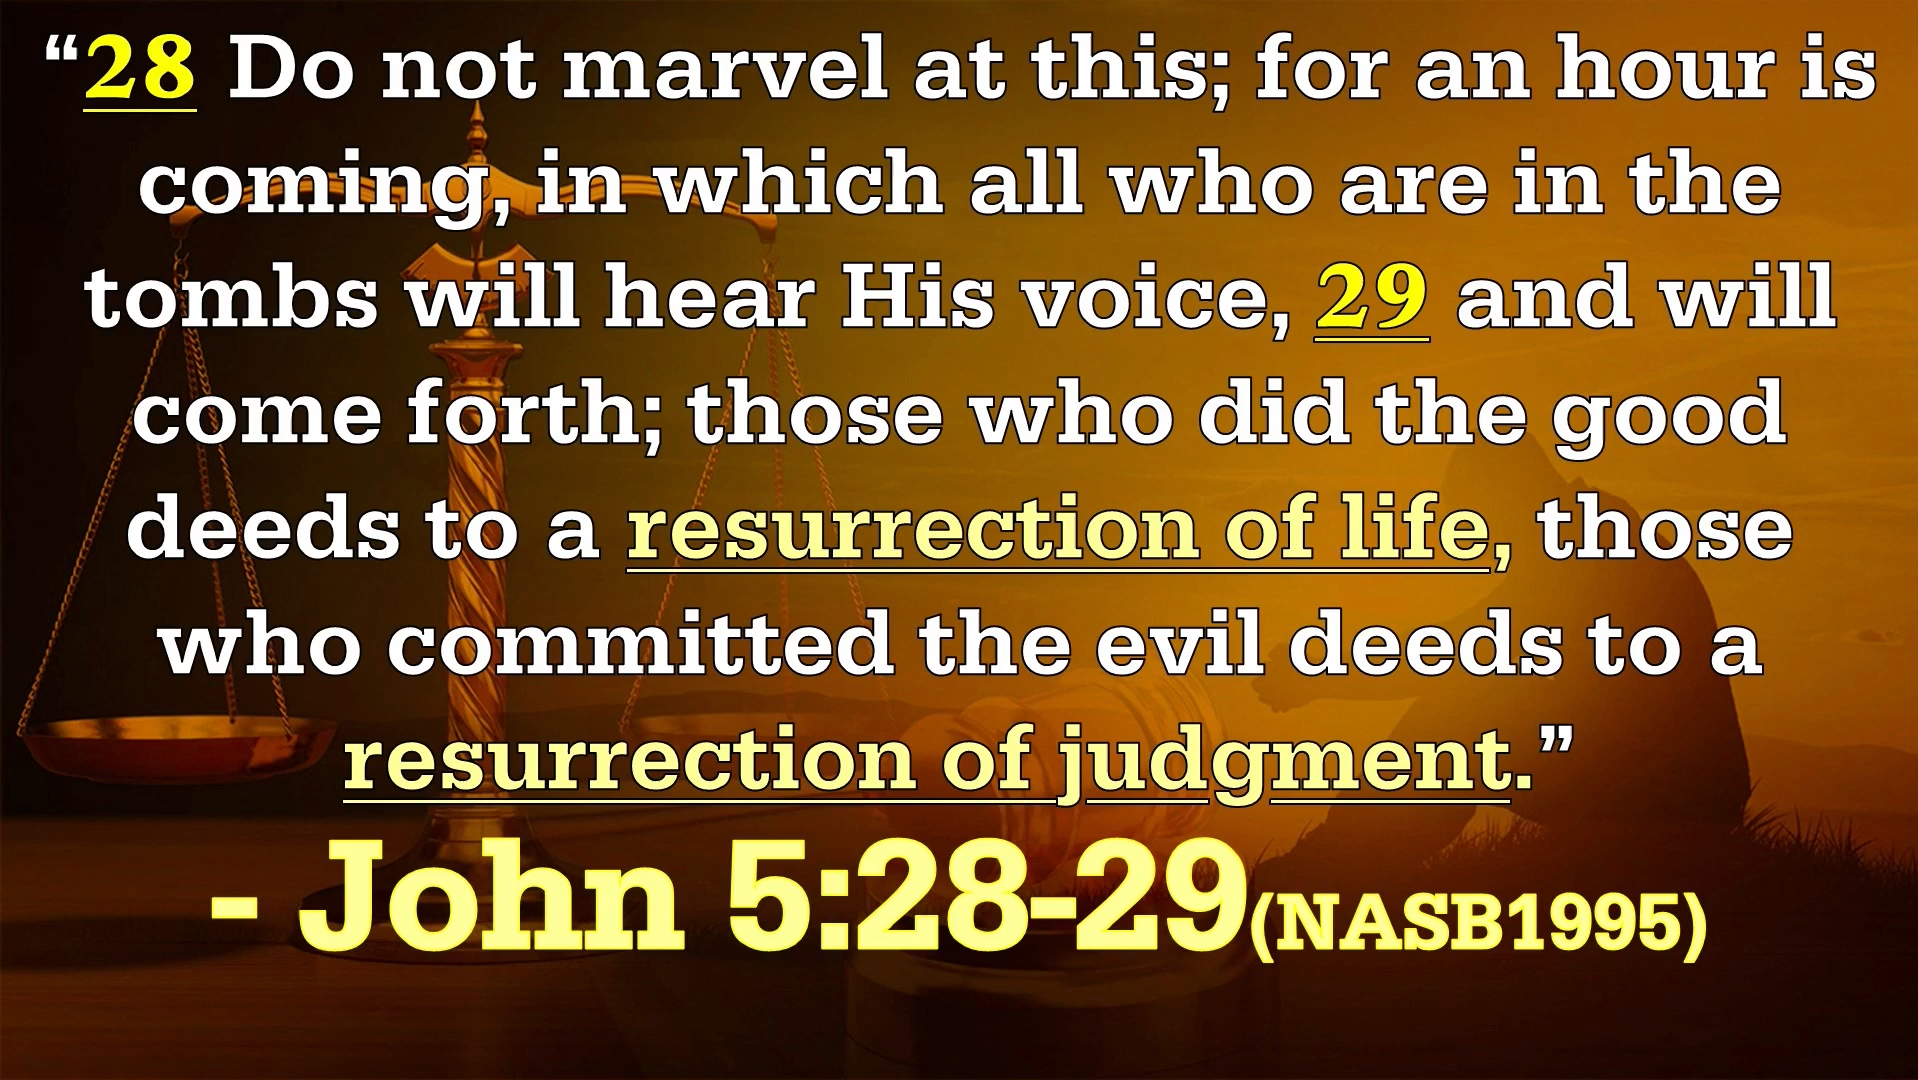 “28 Do not marvel at this; for an hour is
coming, in which all who are in the
tombs will hear His voice, 29 and will
come forth; those who did the good
deeds to a resurrection of life, those
who committed the evil deeds to a
resurrection of judgment.”
- John 5:28-29(NASB1995)